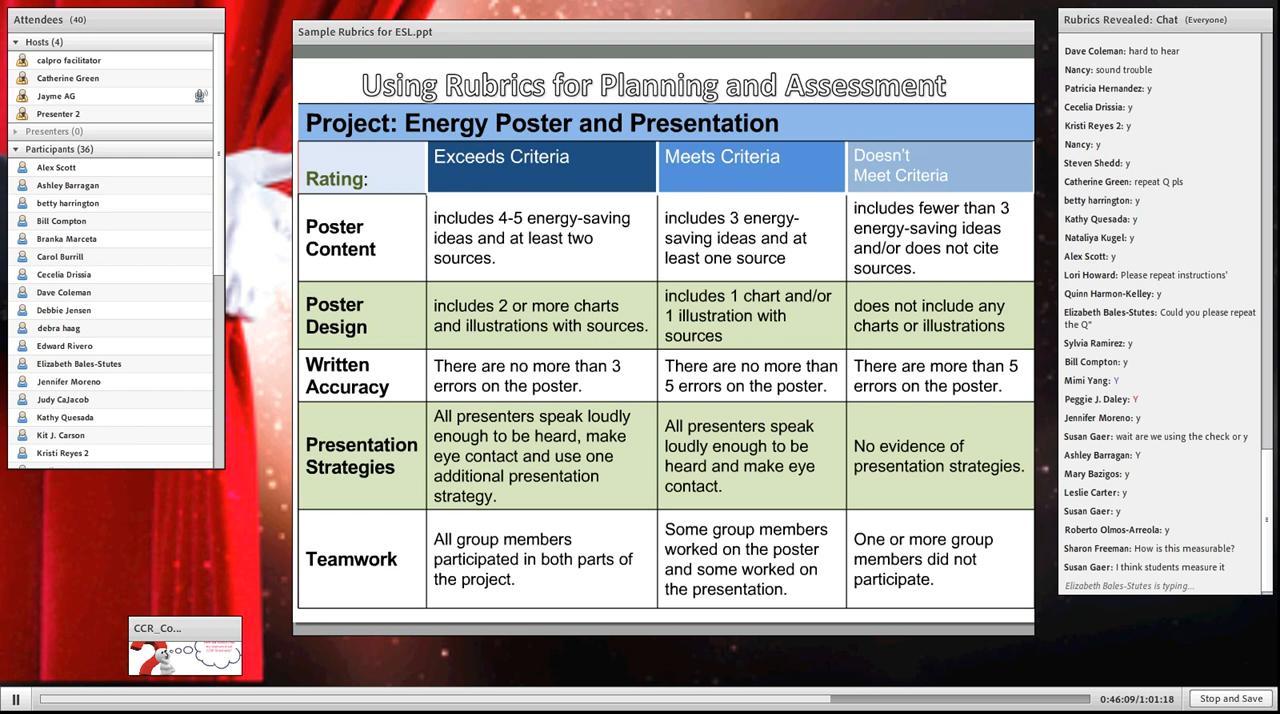 Attendees (40)
Hosts (4)
calpro facilitator
Catherine Green
Jayme AG
Presenter 2
Presenters (0)
Participants (36)
Alex Scott
Ashley Barragan
betty harrington
Bill Compton
Branka Marceta
Carol Burrill
Cecelia Drissia
Dave Coleman
Debbie Jensen
debra haag
Edward Rivero
Elizabeth Bales-Stutes
Jennifer Moreno
Judy CaJacob
Kathy Quesada
Kit J. Carson
Kristi Reyes 2
CCR_Co...
Sample Rubrics for ESL.ppt
Using Rubrics for Planning and Assessment
Project: Energy Poster and Presentation
Rating:
Exceeds Criteria
Meets Criteria
Doesn't
Meet Criteria
Poster
Content
includes 4-5 energy-saving
ideas and at least two
sources.
includes 3 energy-
saving ideas and at
least one source
includes fewer than 3
energy-saving ideas
and/or does not cite
sources.
Poster
Design
includes 2 or more charts
and illustrations with sources.
includes 1 chart and/or
1 illustration with
sources
does not include any
charts or illustrations
Written
Accuracy
There are no more than 3
errors on the poster.
There are no more than
5 errors on the poster.
There are more than 5
errors on the poster.
Presentation
Strategies
All presenters speak loudly
enough to be heard, make
eye contact and use one
additional presentation
strategy.
All presenters speak
loudly enough to be
heard and make eye
contact.
No evidence of
presentation strategies.
Teamwork
All group members
participated in both parts of
the project.
Some group members
worked on the poster
and some worked on
the presentation.
One or more group
members did not
participate.
Rubrics Revealed: Chat (Everyone)
Dave Coleman: hard to hear
Nancy: sound trouble
Patricia Hernandez: y
Cecelia Drissia: y
Kristi Reyes 2: y
Nancy: y
Steven Shedd: y
Catherine Green: repeat Q pls
betty harrington: y
Kathy Quesada: y
Nataliya Kugel: y
Alex Scott: y
Lori Howard: Please repeat instructions'
Quinn Harmon-Kelley: y
Elizabeth Bales-Stutes: Could you please repeat
the Q"
Sylvia Ramirez: y
Bill Compton: y
Mimi Yang: Y
Peggie J. Daley: Y
Jennifer Moreno: y
Susan Gaer: wait are we using the check or y
Ashley Barragan: Y
Mary Bazigos: y
Leslie Carter: y
Susan Gaer: y
Roberto Olmos-Arreola: y
Sharon Freeman: How is this measurable?
Susan Gaer: I think students measure it
Elizabeth Bales-Stutes is typing...
0:46:09/1:01:18
Stop and Save